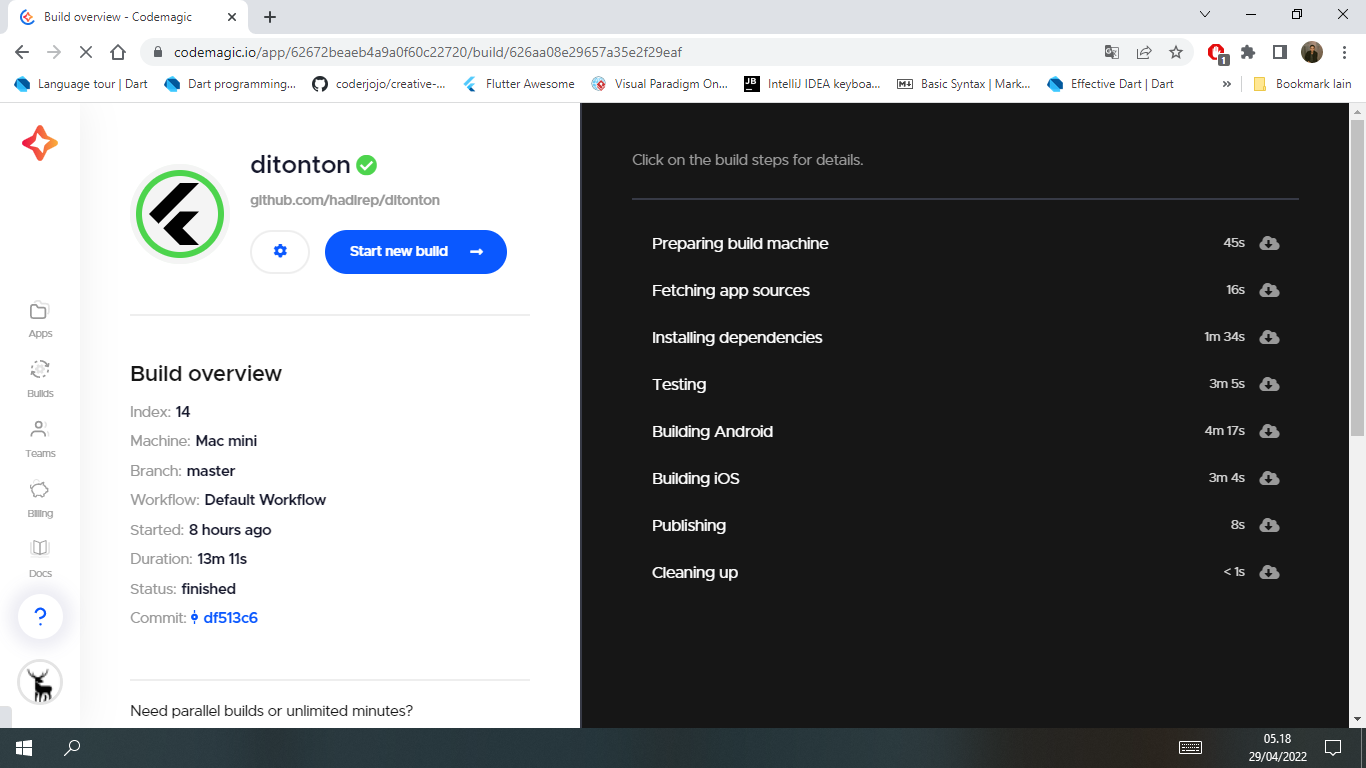 Build overview - Codemagic
codemagic.io/app/62672beaeb4a9a0f60c22720/build/626aa08e29657a35e2f29eaf
1
Language tour | Dart
Dart programming...
coderjojo/creative-...
Flutter Awesome
Visual Paradigm On...
JB
IntelliJ IDEA keyboa...
Basic Syntax | Mark...
Effective Dart | Dart
»
Bookmark lain
ditonton
github.com/hadirep/ditonton
Start new build
Apps
Builds
Teams
Billing
Docs
?
Build overview
Index: 14
Machine: Mac mini
Branch: master
Workflow: Default Workflow
Started: 8 hours ago
Duration: 13m 11s
Status: finished
Commit: df513c6
Need parallel builds or unlimited minutes?
Click on the build steps for details.
Preparing build machine 45s
Fetching app sources 16s
Installing dependencies 1m 34s
Testing 3m 5s
Building Android 4m 17s
Building iOS 3m 4s
Publishing 8s
Cleaning up < 1s
05.18
29/04/2022